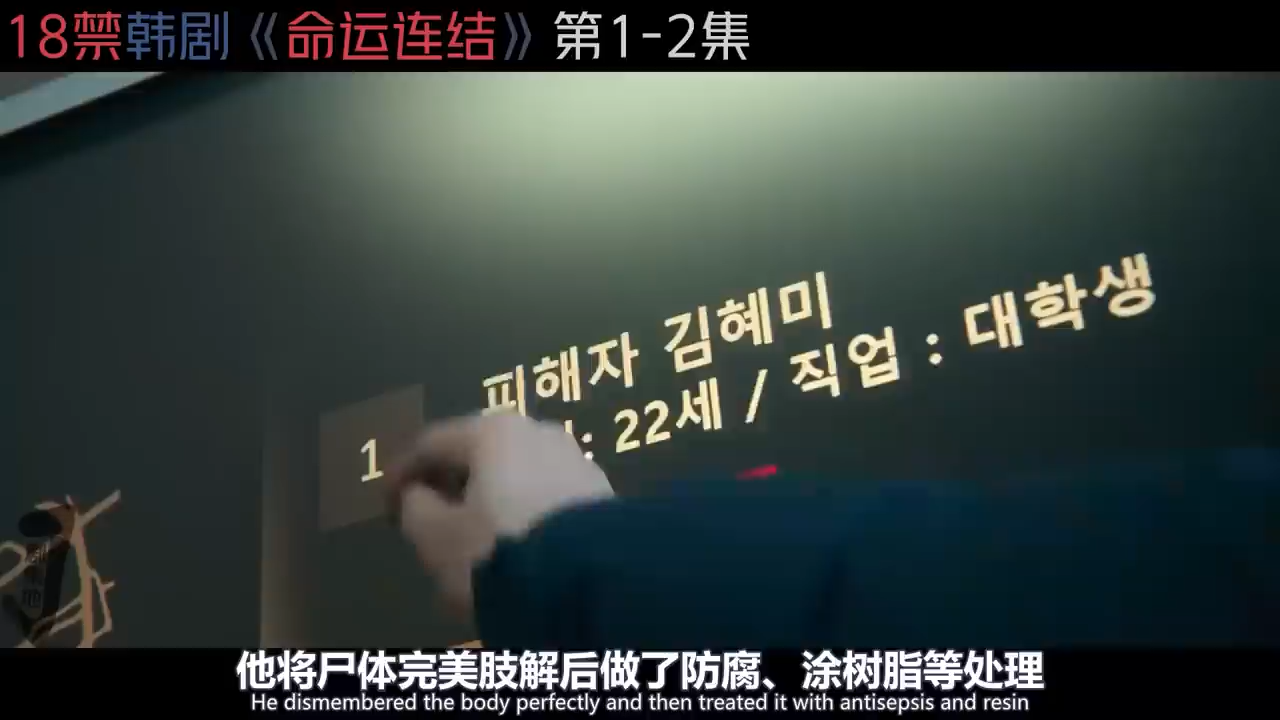 18禁韩剧《命运连结》第1-2集
피해자 김혜미
: 22세 / 직업 : 대학생
1
他将尸体完美肢解后做了防腐、涂树脂等处理
He dismembered the body perfectly and then treated it with antisepsis and resin